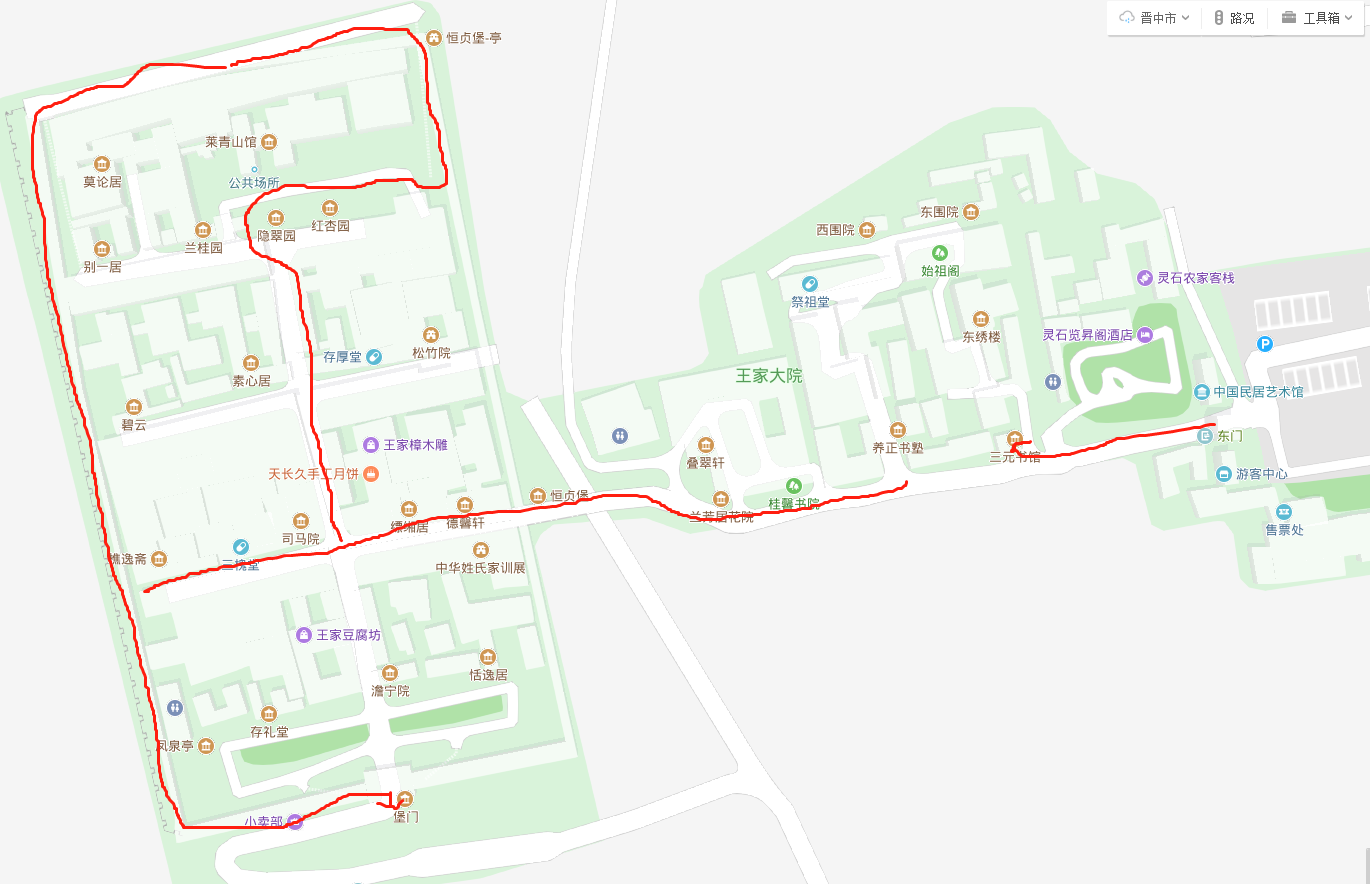 晋中市
路况
工具箱
恒贞堡-亭
莱青山馆
莫论居
公共场所
隐翠园
红杏园
兰桂园
别一居
东围院
西围院
始祖阁
灵石农家客栈
祭祖堂
东绣楼
灵石览昇阁酒店
P
存厚堂
松竹院
素心居
王家大院
中国民居艺术馆
碧云
王家樟木雕
叠翠轩
养正书塾
三元书馆
东门
天长久手工月饼
游客中心
恒贞堡
兰芳居花院
桂馨书院
缥缃居
德馨轩
司马院
售票处
樵逸斋
三槐堂
中华姓氏家训展
王家豆腐坊
恬逸居
澹宁院
存礼堂
凤泉亭
小卖部
堡门